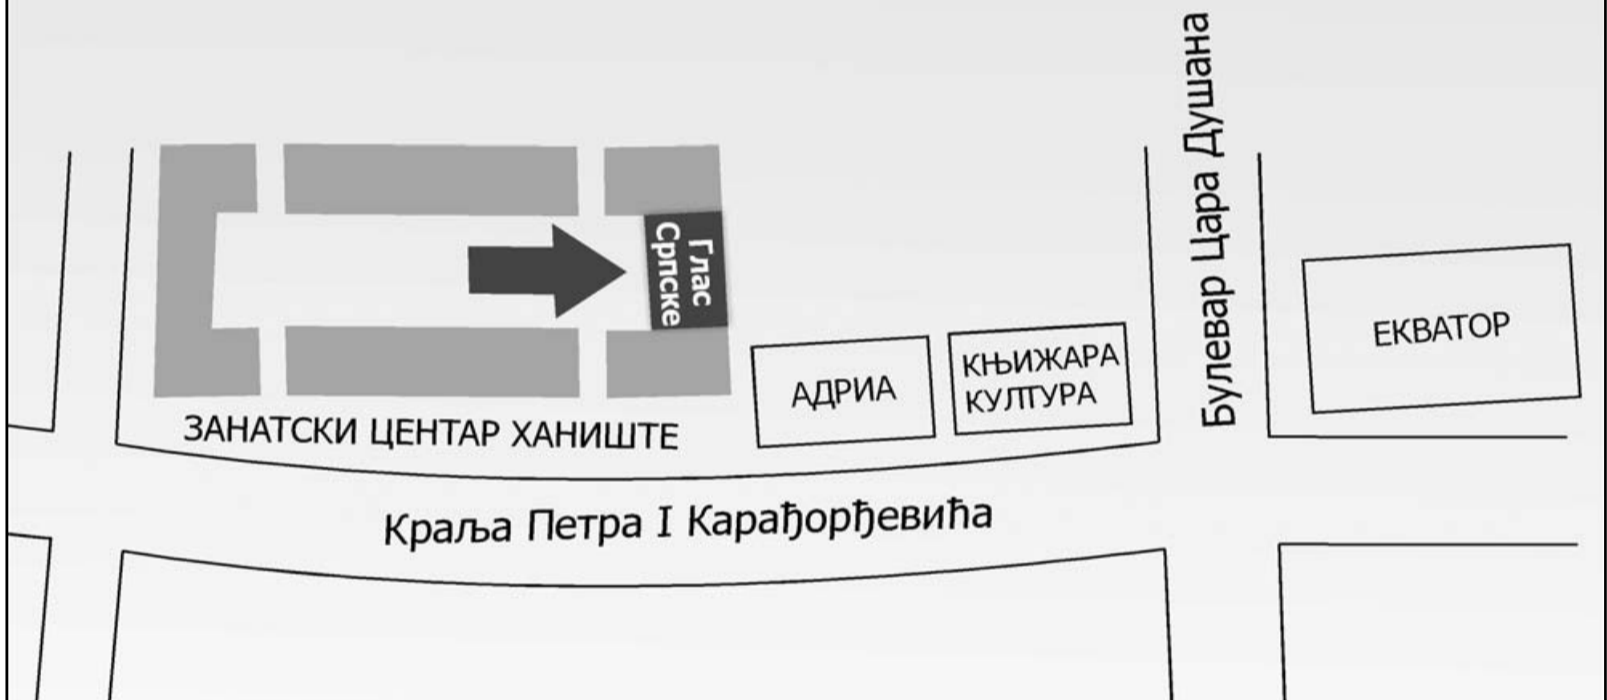 Булевар Цара Душана
Глас
Српске
ЕКВАТОР
АДРИА
КЊИЖАРА
КУЛТУРА
ЗАНАТСКИ ЦЕНТАР ХАНИШТЕ
Краља Петра I Карађорђевића